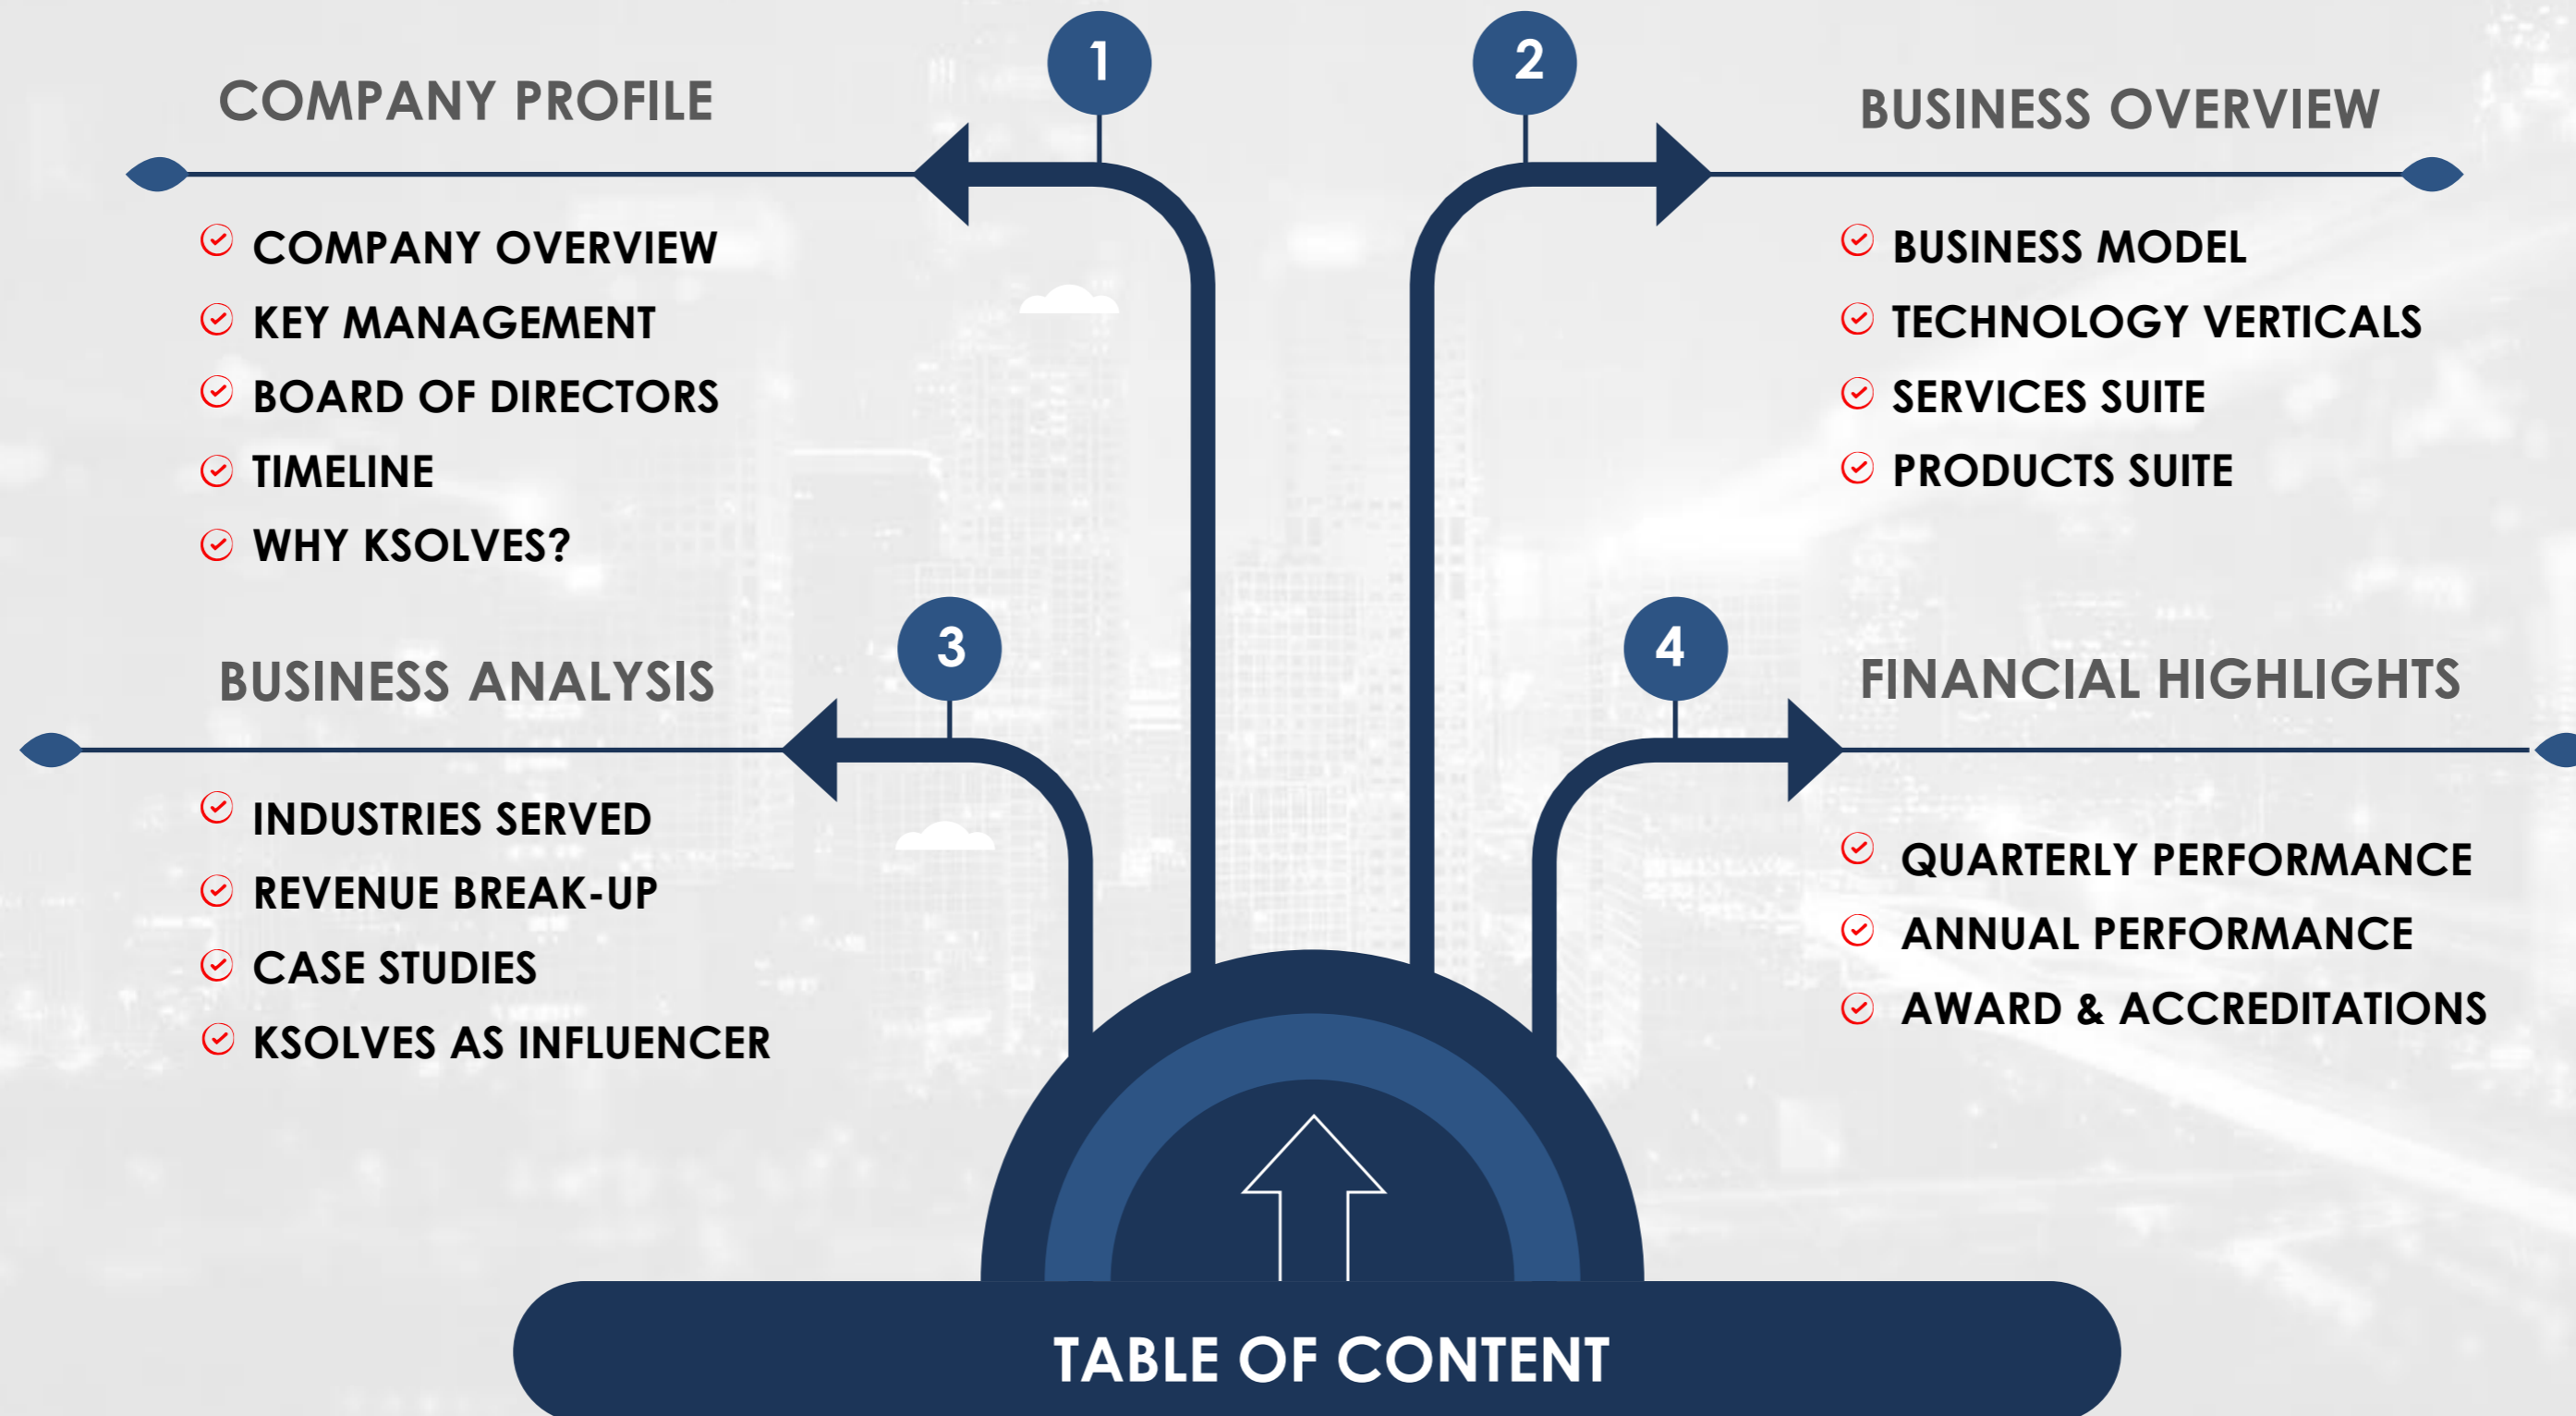 1
COMPANY PROFILE
COMPANY OVERVIEW
KEY MANAGEMENT
BOARD OF DIRECTORS
TIMELINE
WHY KSOLVES?
2
BUSINESS OVERVIEW
BUSINESS MODEL
TECHNOLOGY VERTICALS
SERVICES SUITE
PRODUCTS SUITE
3
BUSINESS ANALYSIS
INDUSTRIES SERVED
REVENUE BREAK-UP
CASE STUDIES
KSOLVES AS INFLUENCER
4
FINANCIAL HIGHLIGHTS
QUARTERLY PERFORMANCE
ANNUAL PERFORMANCE
AWARD & ACCREDITATIONS
TABLE OF CONTENT